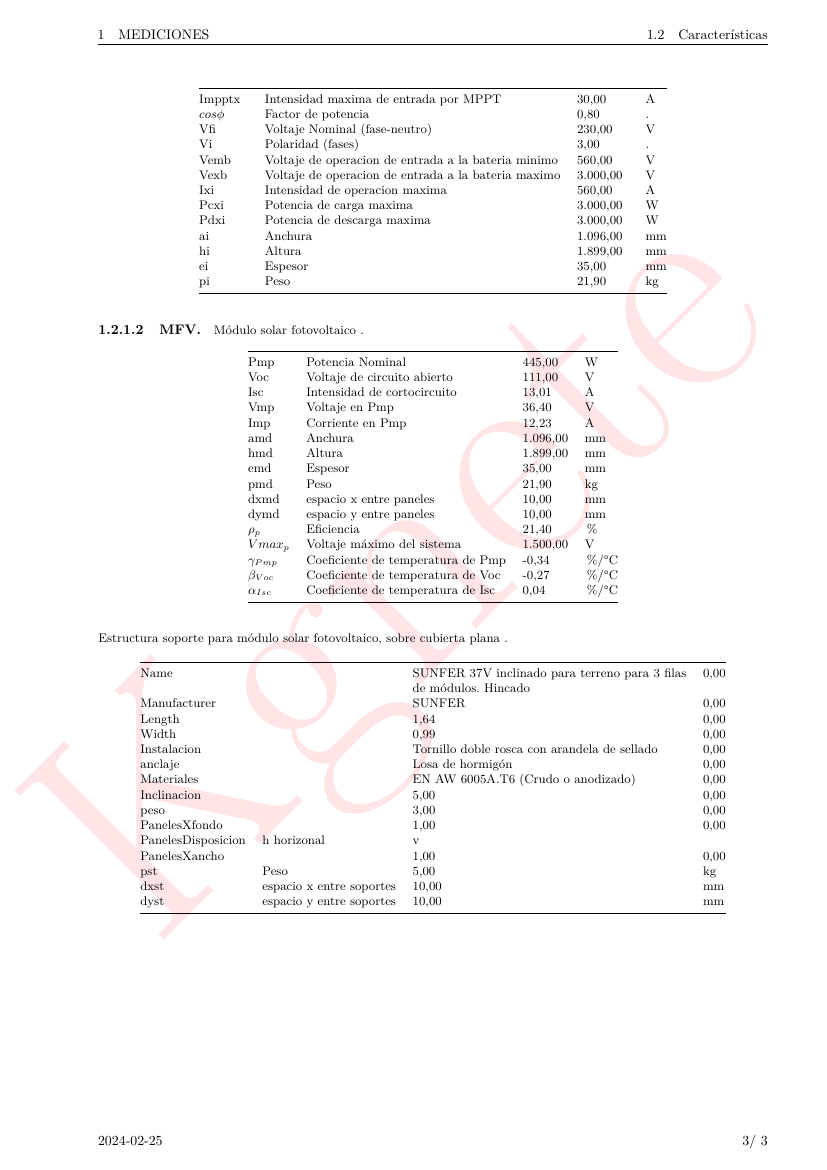 1 MEDICIONES 1.2 Características
Impptx Intensidad maxima de entrada por MPPT 30,00 A
cosϕ Factor de potencia 0,80 .
Vfi Voltaje Nominal (fase-neutro) 230,00 V
Vi Polaridad (fases) 3,00 .
Vemb Voltaje de operacion de entrada a la bateria minimo 560,00 V
Vexb Voltaje de operacion de entrada a la bateria maximo 3.000,00 V
Ixi Intensidad de operacion maxima 560,00 A
Pcxi Potencia de carga maxima 3.000,00 W
Pdxi Potencia de descarga maxima 3.000,00 W
ai Anchura 1.096,00 mm
hi Altura 1.899,00 mm
ei Espesor 35,00 mm
pi Peso 21,90 kg
1.2.1.2 MFV. Módulo solar fotovoltaico .
Pmp Potencia Nominal 445,00 W
Voc Voltaje de circuito abierto 111,00 V
Isc Intensidad de cortocircuito 13,01 A
Vmp Voltaje en Pmp 36,40 V
Imp Corriente en Pmp 12,23 A
amd Anchura 1.096,00 mm
hmd Altura 1.899,00 mm
emd Espesor 35,00 mm
pmd Peso 21,90 kg
dxmd espacio x entre paneles 10,00 mm
dymd espacio y entre paneles 10,00 mm
ρp Eficiencia 21,40 %
Vmaxp Voltaje máximo del sistema 1.500,00 V
γPmp Coeficiente de temperatura de Pmp -0,34 %/°C
βVoc Coeficiente de temperatura de Voc -0,27 %/°C
αIsc Coeficiente de temperatura de Isc 0,04 %/°C
Estructura soporte para módulo solar fotovoltaico, sobre cubierta plana .
Name SUNFER 37V inclinado para terreno para 3 filas 0,00
de módulos. Hincado
Manufacturer SUNFER 0,00
Length 1,64 0,00
Width 0,99 0,00
Instalacion Tornillo doble rosca con arandela de sellado 0,00
anclaje Losa de hormigón 0,00
Materiales EN AW 6005A.T6 (Crudo o anodizado) 0,00
Inclinacion 5,00 0,00
peso 3,00 0,00
PanelesXfondo 1,00 0,00
PanelesDisposicion h horizonal v
PanelesXancho 1,00 0,00
pst Peso 5,00 kg
dxst espacio x entre soportes 10,00 mm
dyst espacio y entre soportes 10,00 mm
Kgnete
2024-02-25 3/ 3